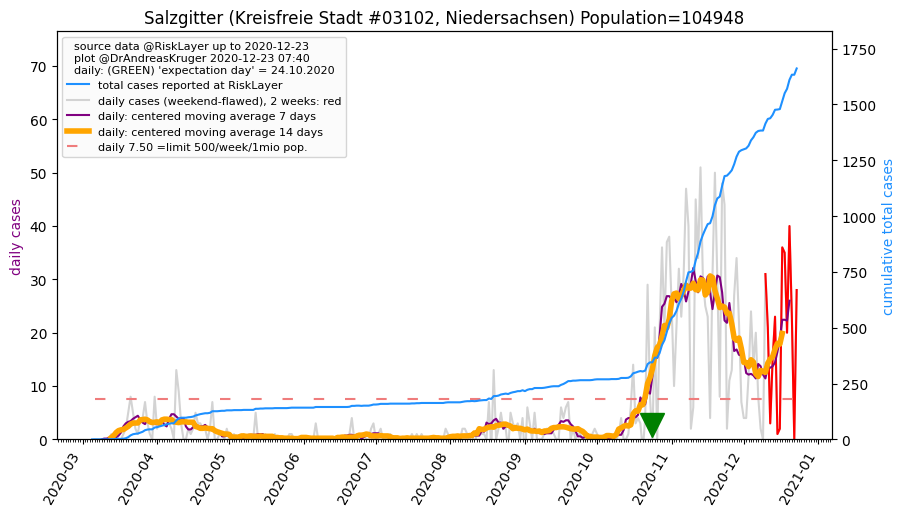 Salzgitter (Kreisfreie Stadt #03102, Niedersachsen) Population=104948
source data @RiskLayer up to 2020-12-23
plot @DrAndreasKruger 2020-12-23 07:40
daily: (GREEN) 'expectation day' = 24.10.2020
total cases reported at RiskLayer
daily cases (weekend-flawed), 2 weeks: red
daily: centered moving average 7 days
daily: centered moving average 14 days
daily 7.50 =limit 500/week/1mio pop.
daily cases
70
60
50
40
30
20
10
0
cumulative total cases
1750
1500
1250
1000
750
500
250
0
2020-03
2020-04
2020-05
2020-06
2020-07
2020-08
2020-09
2020-10
2020-11
2020-12
2021-01